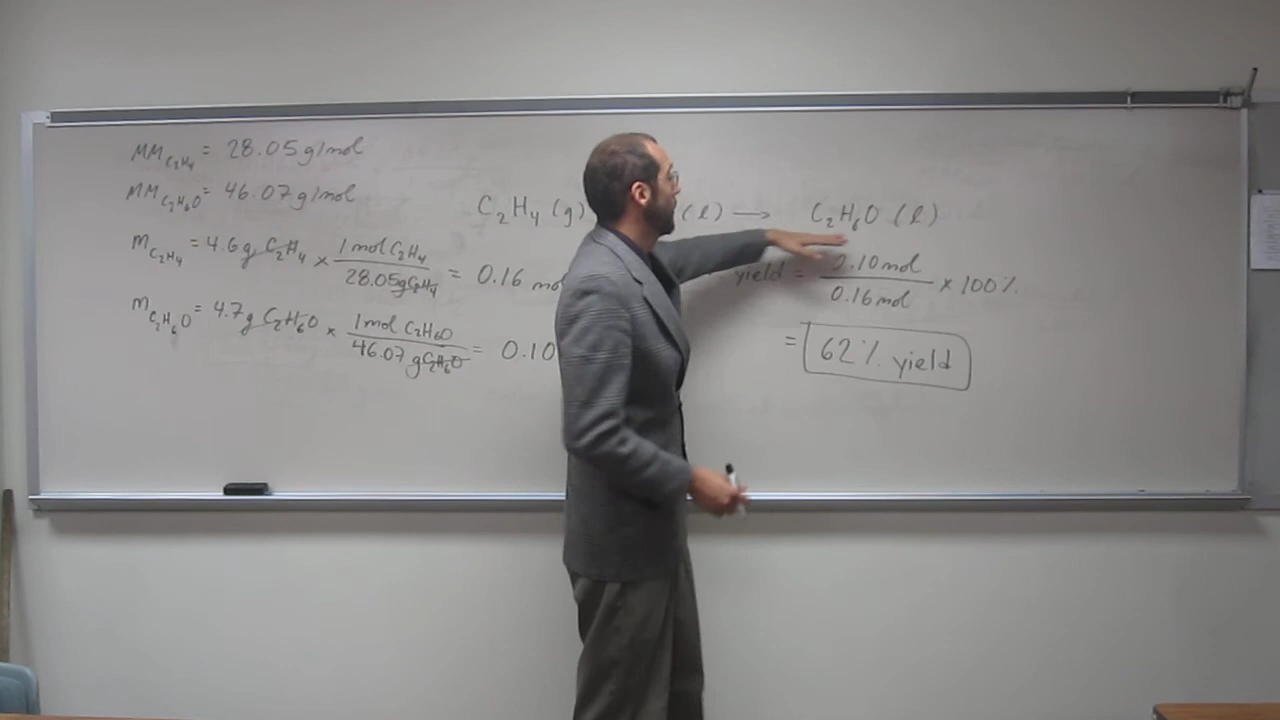 MM C₂H₄ = 28.05 g/mol
MM C₂H₆O = 46.07 g/mol
m C₂H₄ = 4.6 g C₂H₄ × 1 mol C₂H₄ / 28.05 g C₂H₄ = 0.16 mol
m C₂H₆O = 4.7 g C₂H₆O × 1 mol C₂H₆O / 46.07 g C₂H₆O = 0.10
C₂H₄ (g) (l) → C₂H₆O (l)
yield = 0.10 mol / 0.16 mol × 100%
= 62% yield